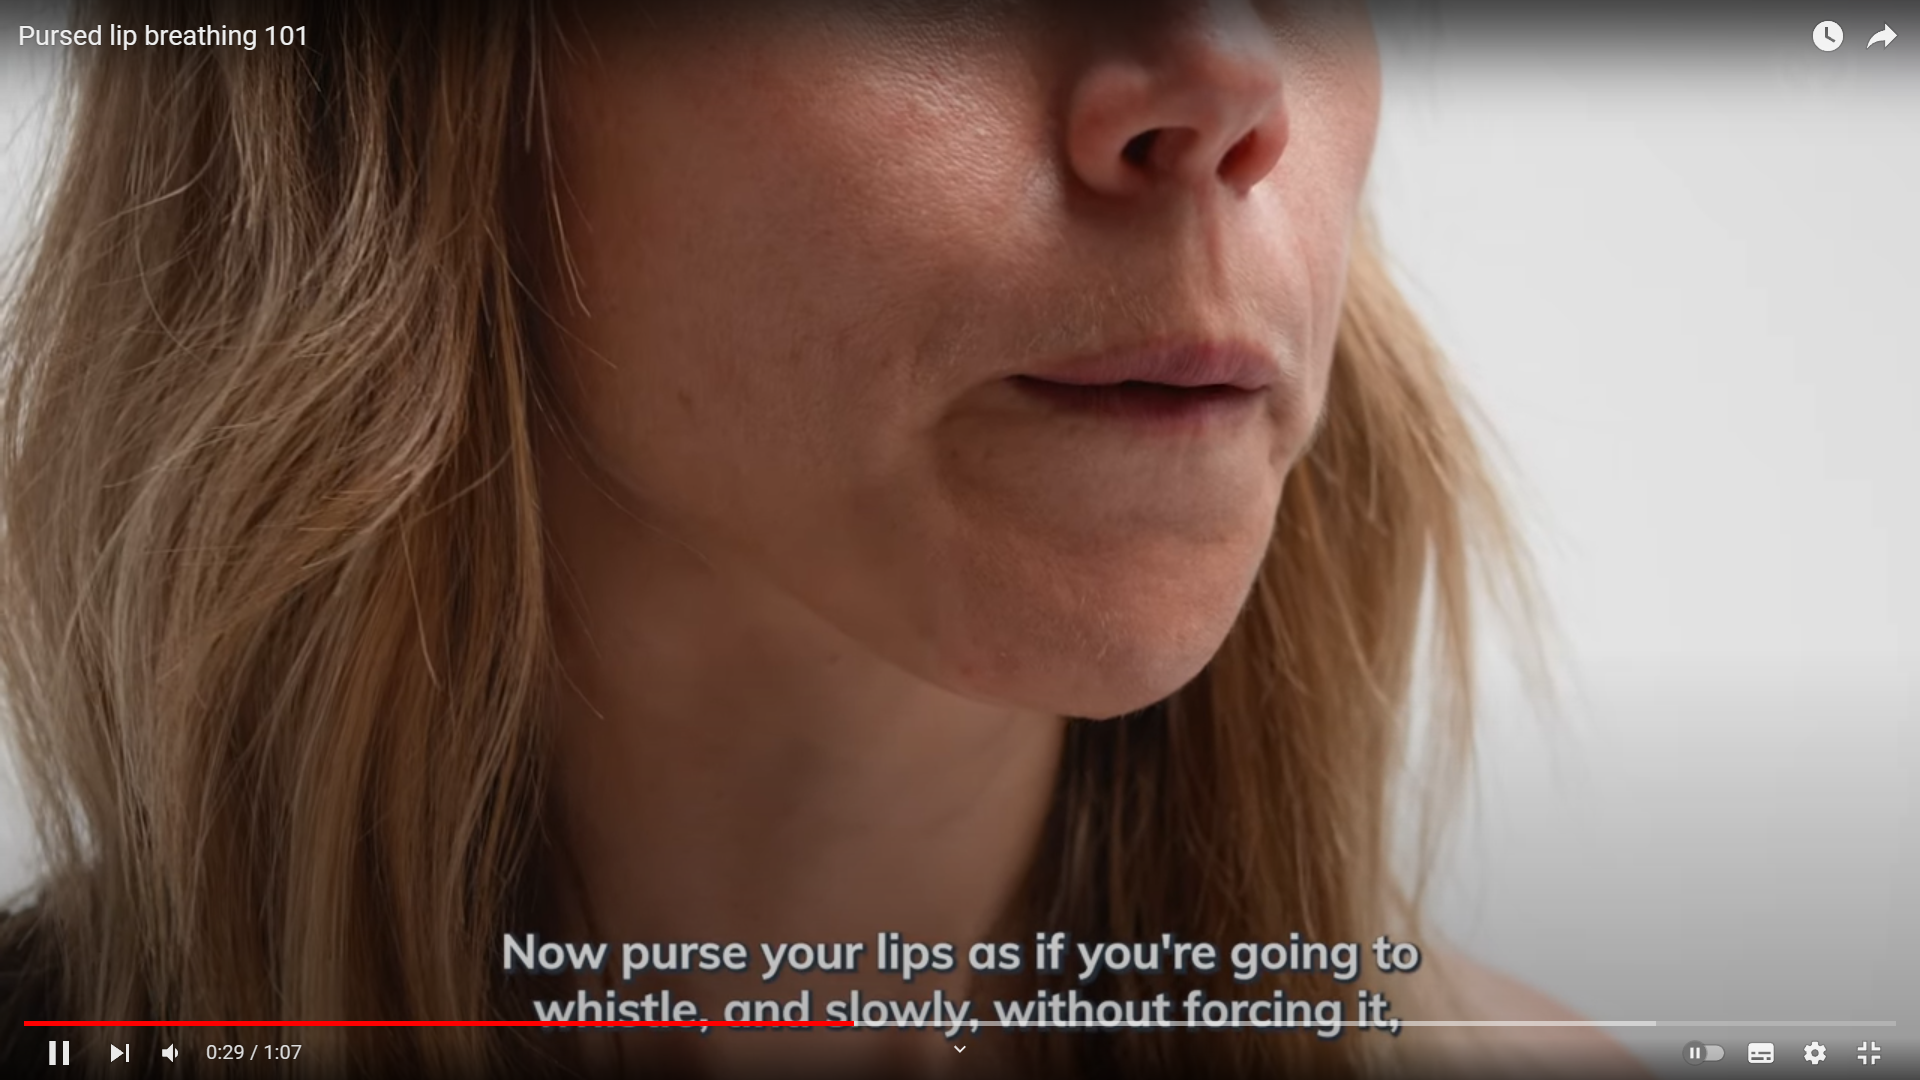 Pursed lip breathing 101
Now purse your lips as if you're going to
whistle, and slowly, without forcing it,
0:29 / 1:07